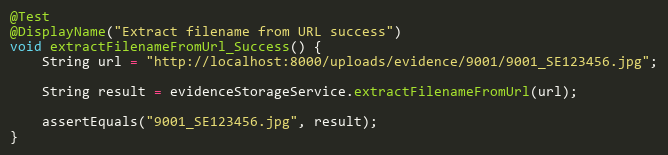 @Test
@DisplayName("Extract filename from URL success")
void extractFilenameFromUrl_Success() {
    String url = "http://localhost:8000/uploads/evidence/9001/9001_SE123456.jpg";
    String result = evidenceStorageService.extractFilenameFromUrl(url);
    assertEquals("9001_SE123456.jpg", result);
}